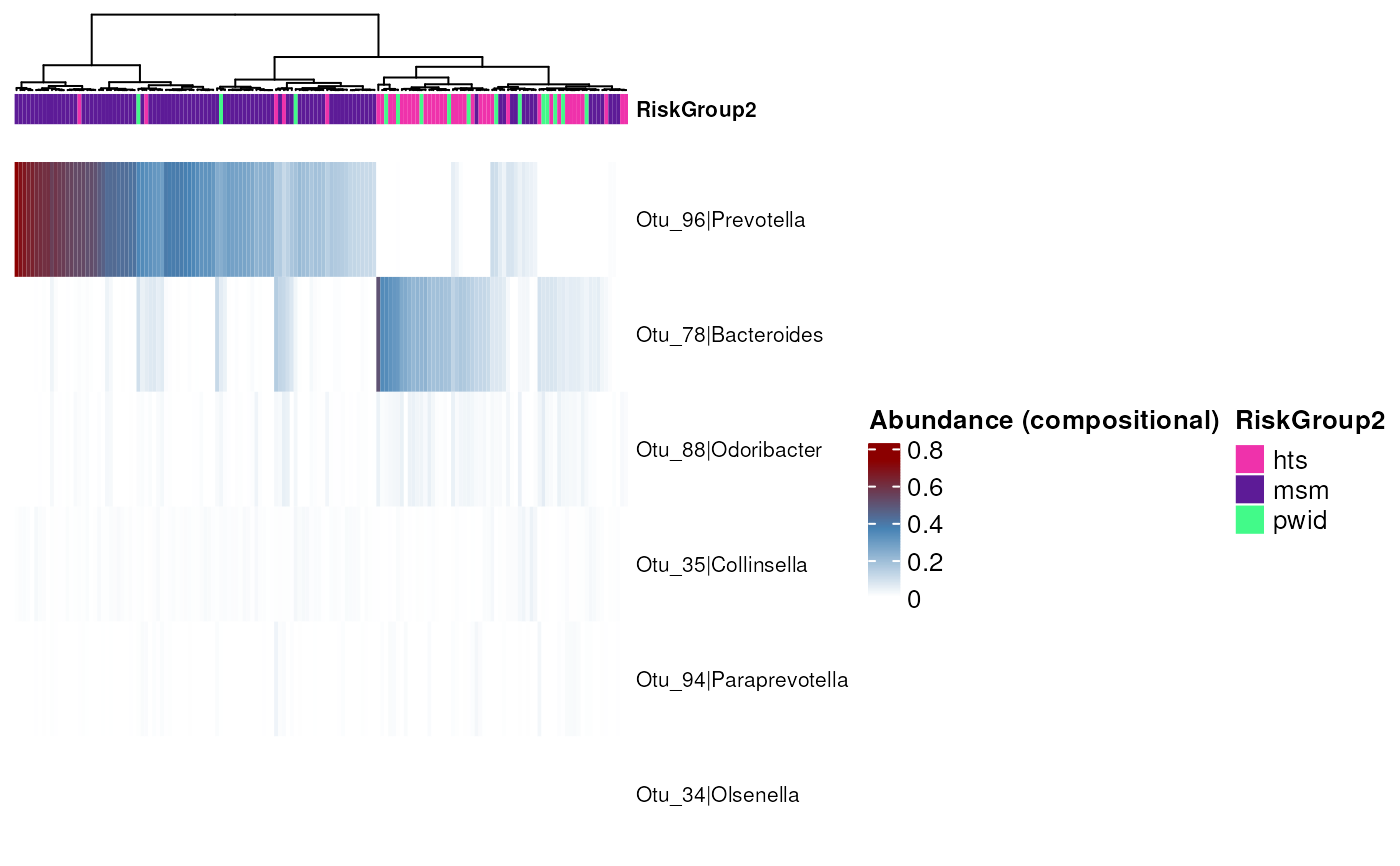 RiskGroup2
Otu_96|Prevotella
Otu_78|Bacteroides
Otu_88|Odoribacter
Otu_35|Collinsella
Otu_94|Paraprevotella
Otu_34|Olsenella
Abundance (compositional)
0.8
0.6
0.4
0.2
0
RiskGroup2
hts
msm
pwid